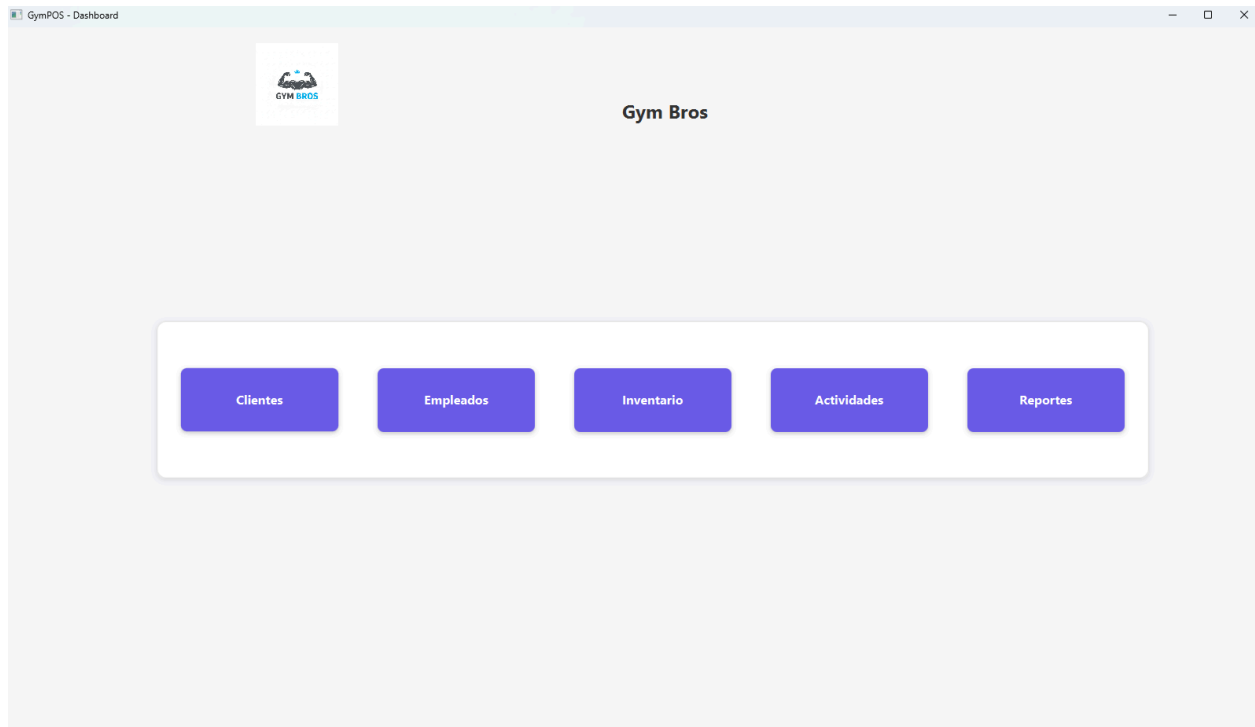 GymPOS - Dashboard
GYM BROS
Gym Bros
Clientes
Empleados
Inventario
Actividades
Reportes